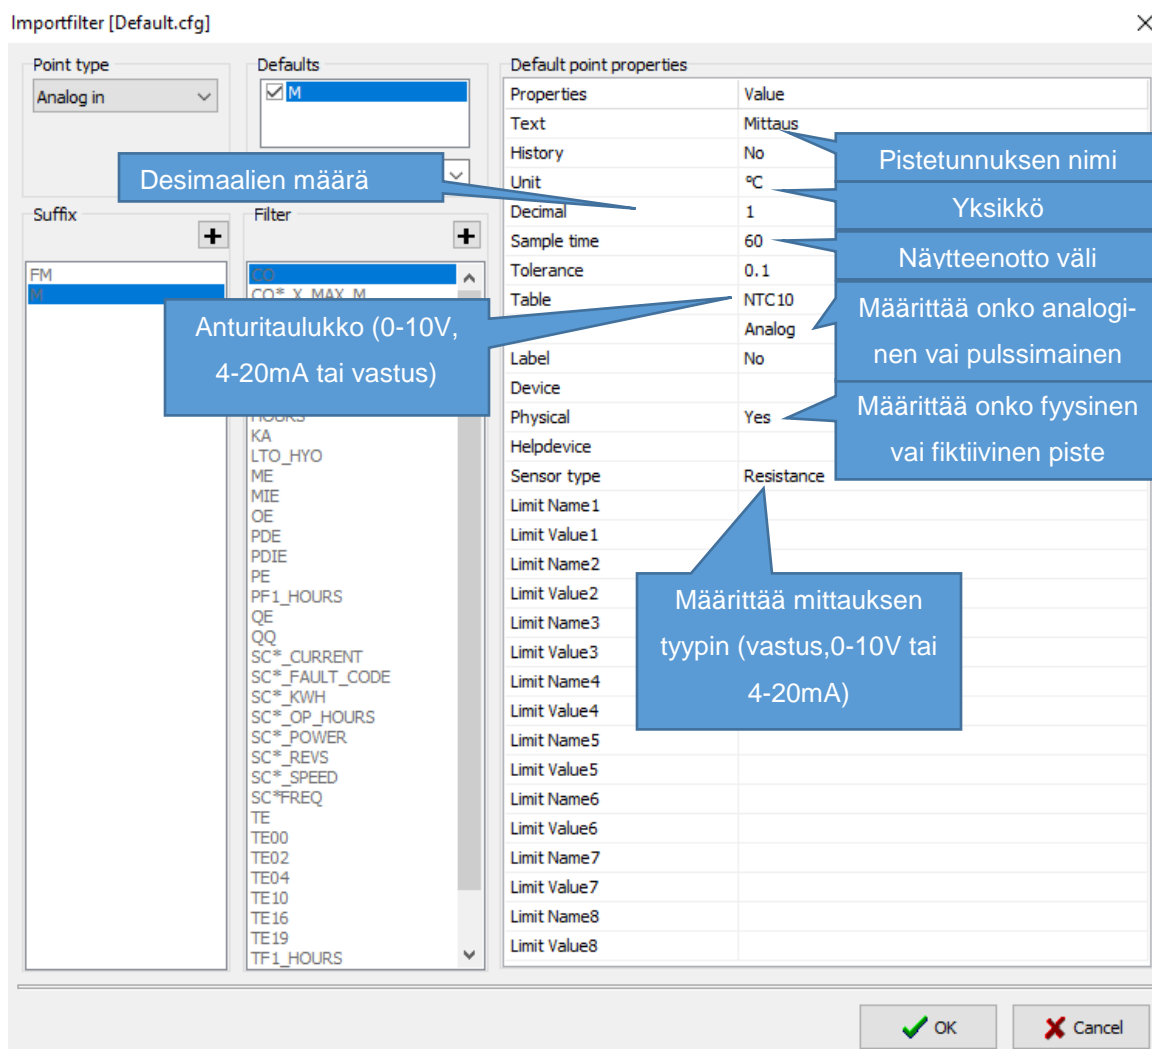 Importfilter [Default.cfg]
Point type
Analog in
Defaults
M
Desimaalien määrä
Suffix
FM
M
Filter
CO
CO*_X_MAX_M
Anturitaulukko (0-10V,
4-20mA tai vastus)
HOURS
KA
LTO_HYO
ME
MIE
OE
PDE
PDIE
PE
PF1_HOURS
QE
QQ
SC*_CURRENT
SC*_FAULT_CODE
SC*_KWH
SC*_OP_HOURS
SC*_POWER
SC*_REVS
SC*_SPEED
SC*FREQ
TE
TE00
TE02
TE04
TE10
TE16
TE19
TF1_HOURS
Default point properties
Properties Value
Text Mittaus
History No
Unit ºC
Decimal 1
Sample time 60
Tolerance 0.1
Table NTC10
Analog
Label No
Device
Physical Yes
Helpdevice
Sensor type Resistance
Limit Name1
Limit Value1
Limit Name2
Limit Value2
Limit Name3
Limit Value3
Limit Name4
Limit Value4
Limit Name5
Limit Value5
Limit Name6
Limit Value6
Limit Name7
Limit Value7
Limit Name8
Limit Value8
Pistetunnuksen nimi
Yksikkö
Näytteenotto väli
Määrittää onko analogi-
nen vai pulssimainen
Määrittää onko fyysinen
vai fiktiivinen piste
Määrittää mittauksen
tyypin (vastus,0-10V tai
4-20mA)
OK
Cancel